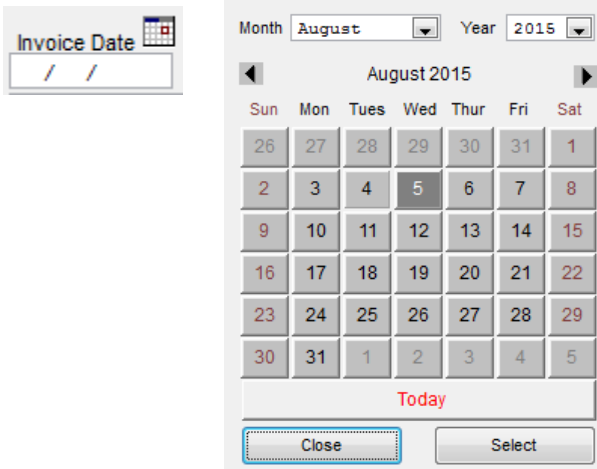 Invoice Date
/ /
Month August Year 2015
August 2015
Sun Mon Tues Wed Thur Fri Sat
26 27 28 29 30 31 1
2 3 4 5 6 7 8
9 10 11 12 13 14 15
16 17 18 19 20 21 22
23 24 25 26 27 28 29
30 31 1 2 3 4 5
Today
Close Select